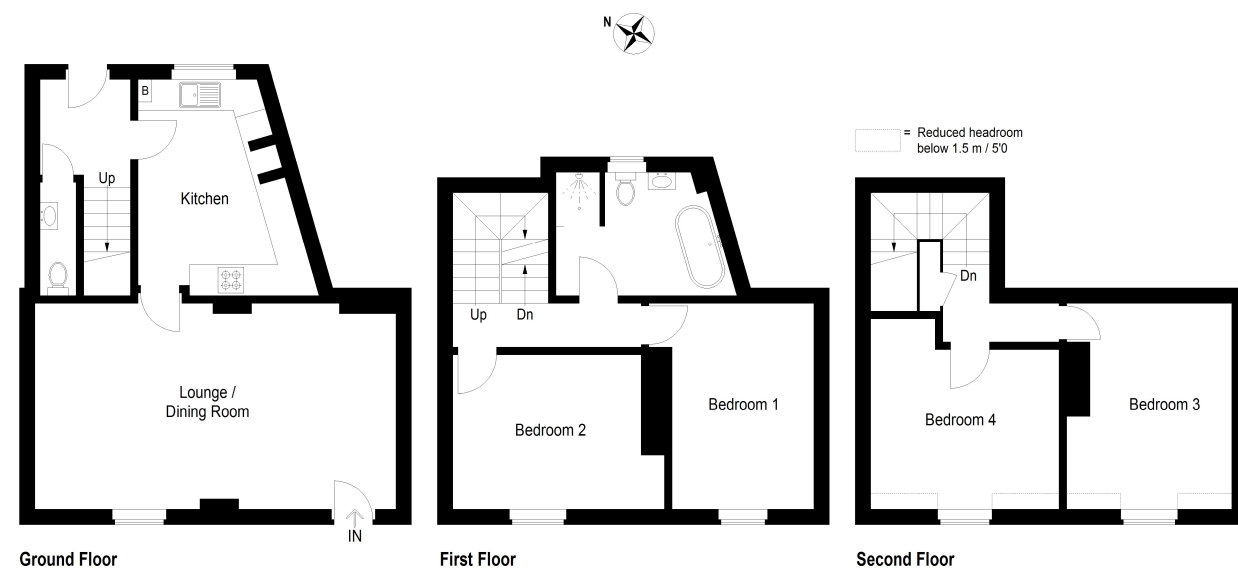 N
B
Up
Kitchen
Lounge /
Dining Room
IN
Ground Floor
Up
Dn
Bedroom 1
Bedroom 2
First Floor
= Reduced headroom
below 1.5 m / 5'0
Dn
Bedroom 3
Bedroom 4
Second Floor